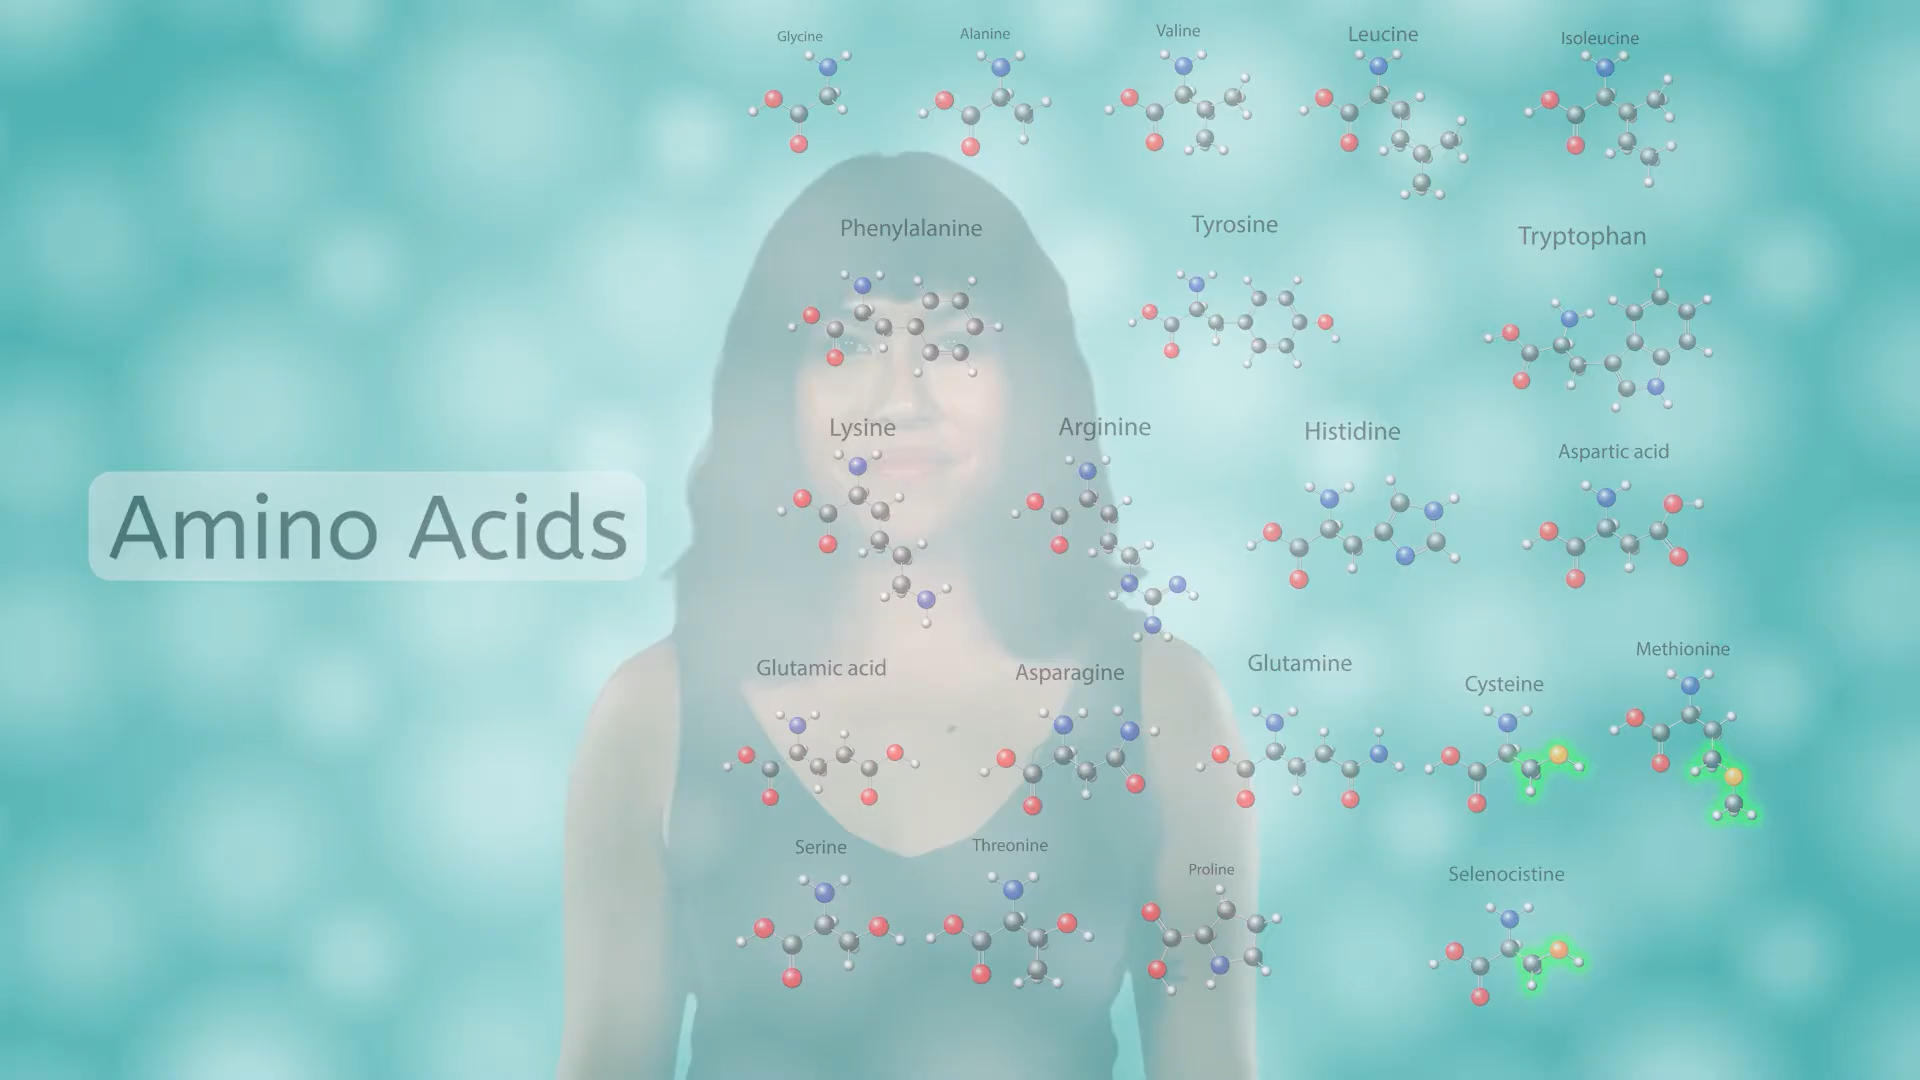 Glycine
Alanine
Valine
Leucine
Isoleucine
Phenylalanine
Tyrosine
Tryptophan
Lysine
Arginine
Histidine
Aspartic acid
Amino Acids
Glutamic acid
Asparagine
Glutamine
Cysteine
Methionine
Serine
Threonine
Proline
Selenocistine